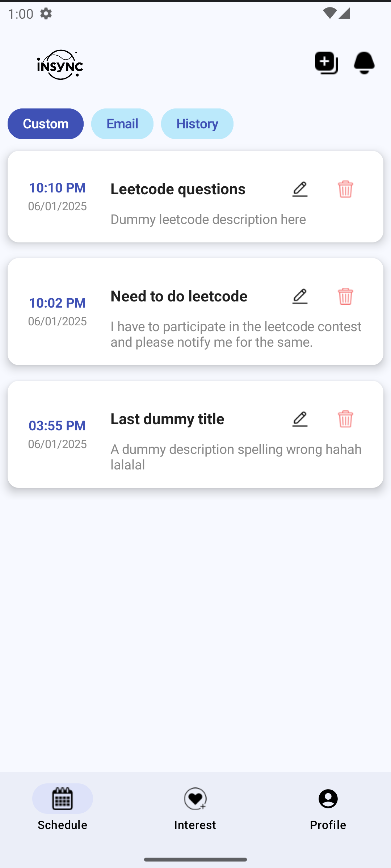 1:00
iNSYNC
Custom
Email
History
10:10 PM
06/01/2025
Leetcode questions
Dummy leetcode description here
10:02 PM
06/01/2025
Need to do leetcode
I have to participate in the leetcode contest
and please notify me for the same.
03:55 PM
06/01/2025
Last dummy title
A dummy description spelling wrong hahah
lalalal
Schedule
Interest
Profile